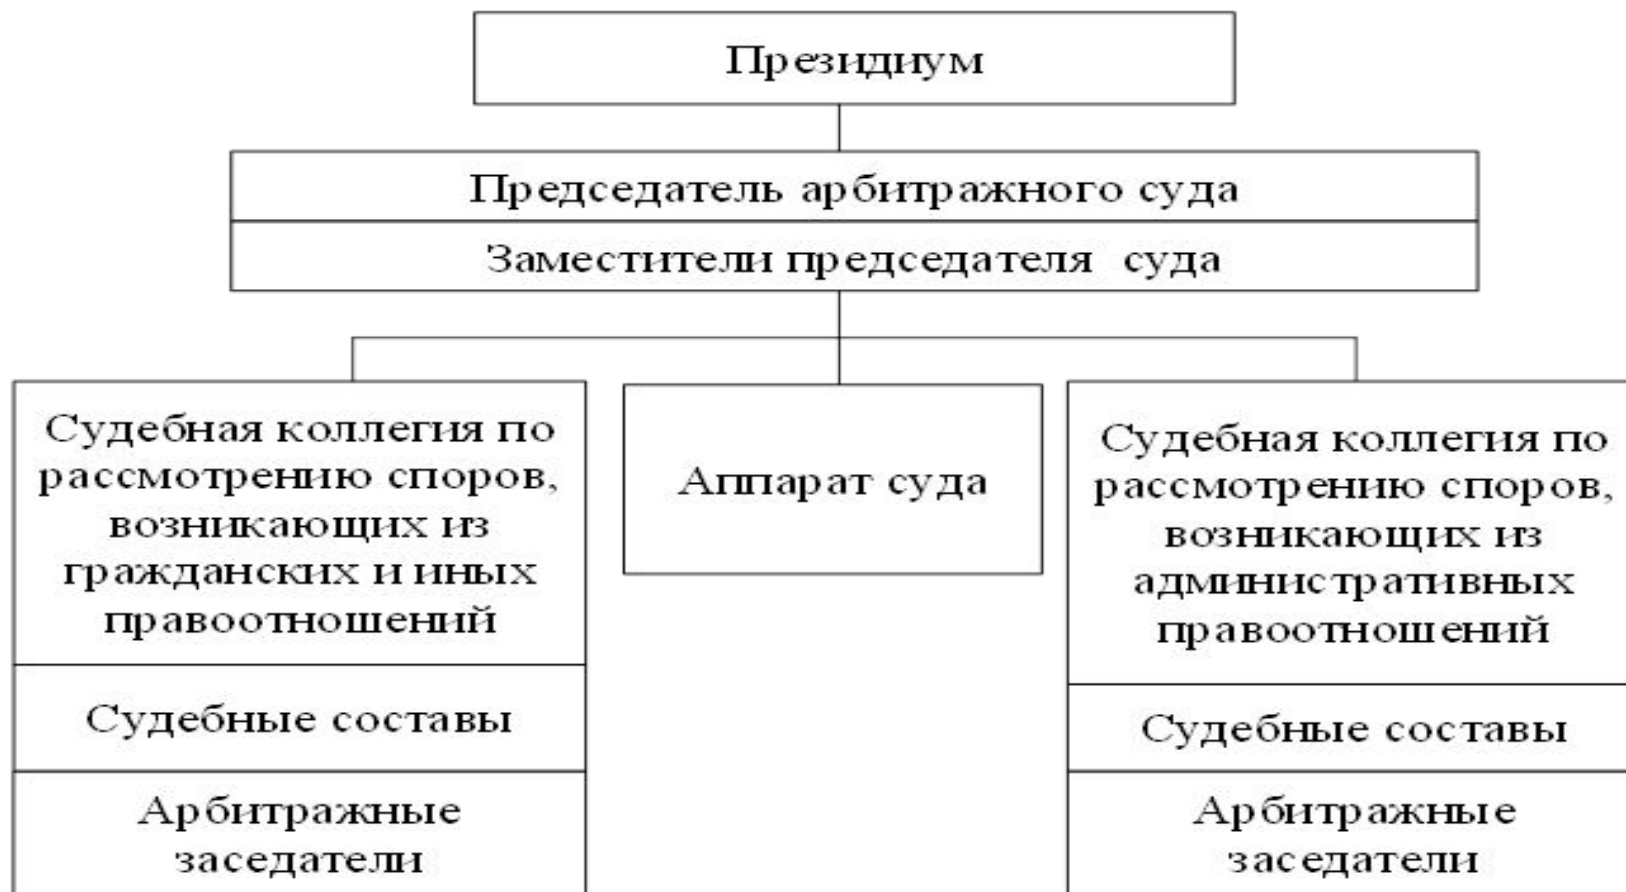 Президиум
Председатель арбитражного суда
Заместители председателя суда
Судебная коллегия по
рассмотрению споров,
возникающих из
гражданских и иных
правоотношений
Судебные составы
Арбитражные
заседатели
Аппарат суда
Судебная коллегия по
рассмотрению споров,
возникающих из
административных
правоотношений
Судебные составы
Арбитражные
заседатели